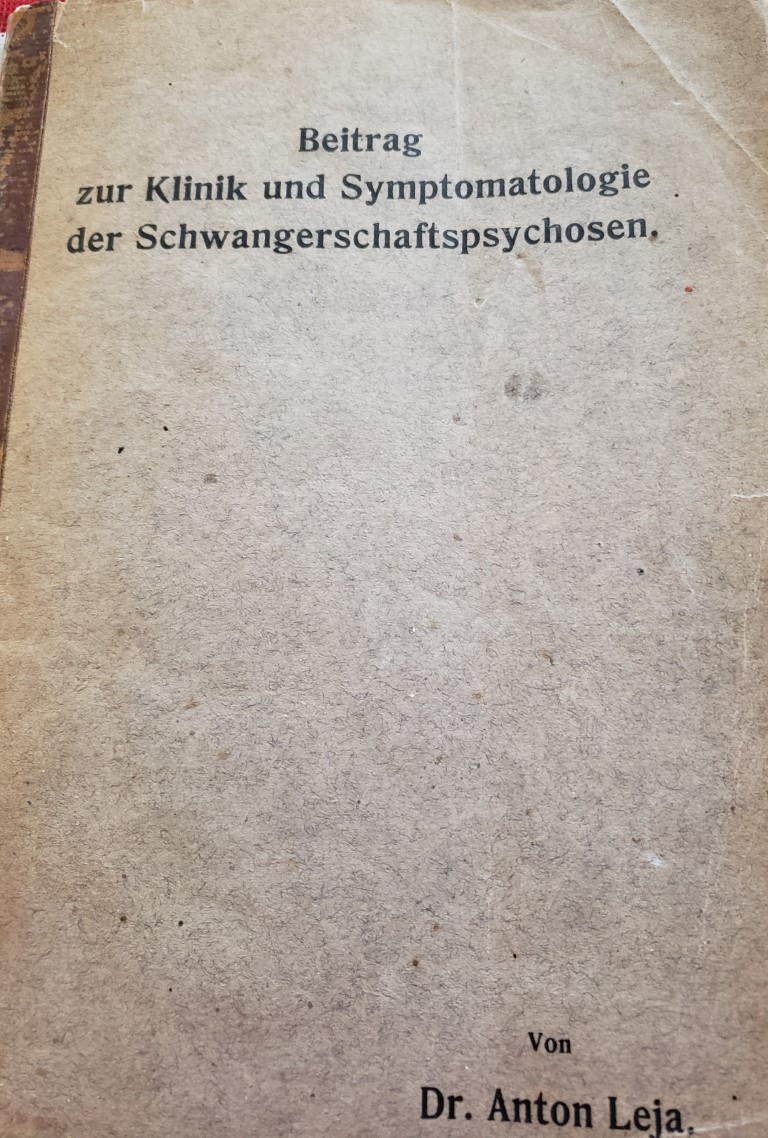 Beitrag
zur Klinik und Symptomatologie
der Schwangerschaftspsychosen.
Von
Dr. Anton Leja.